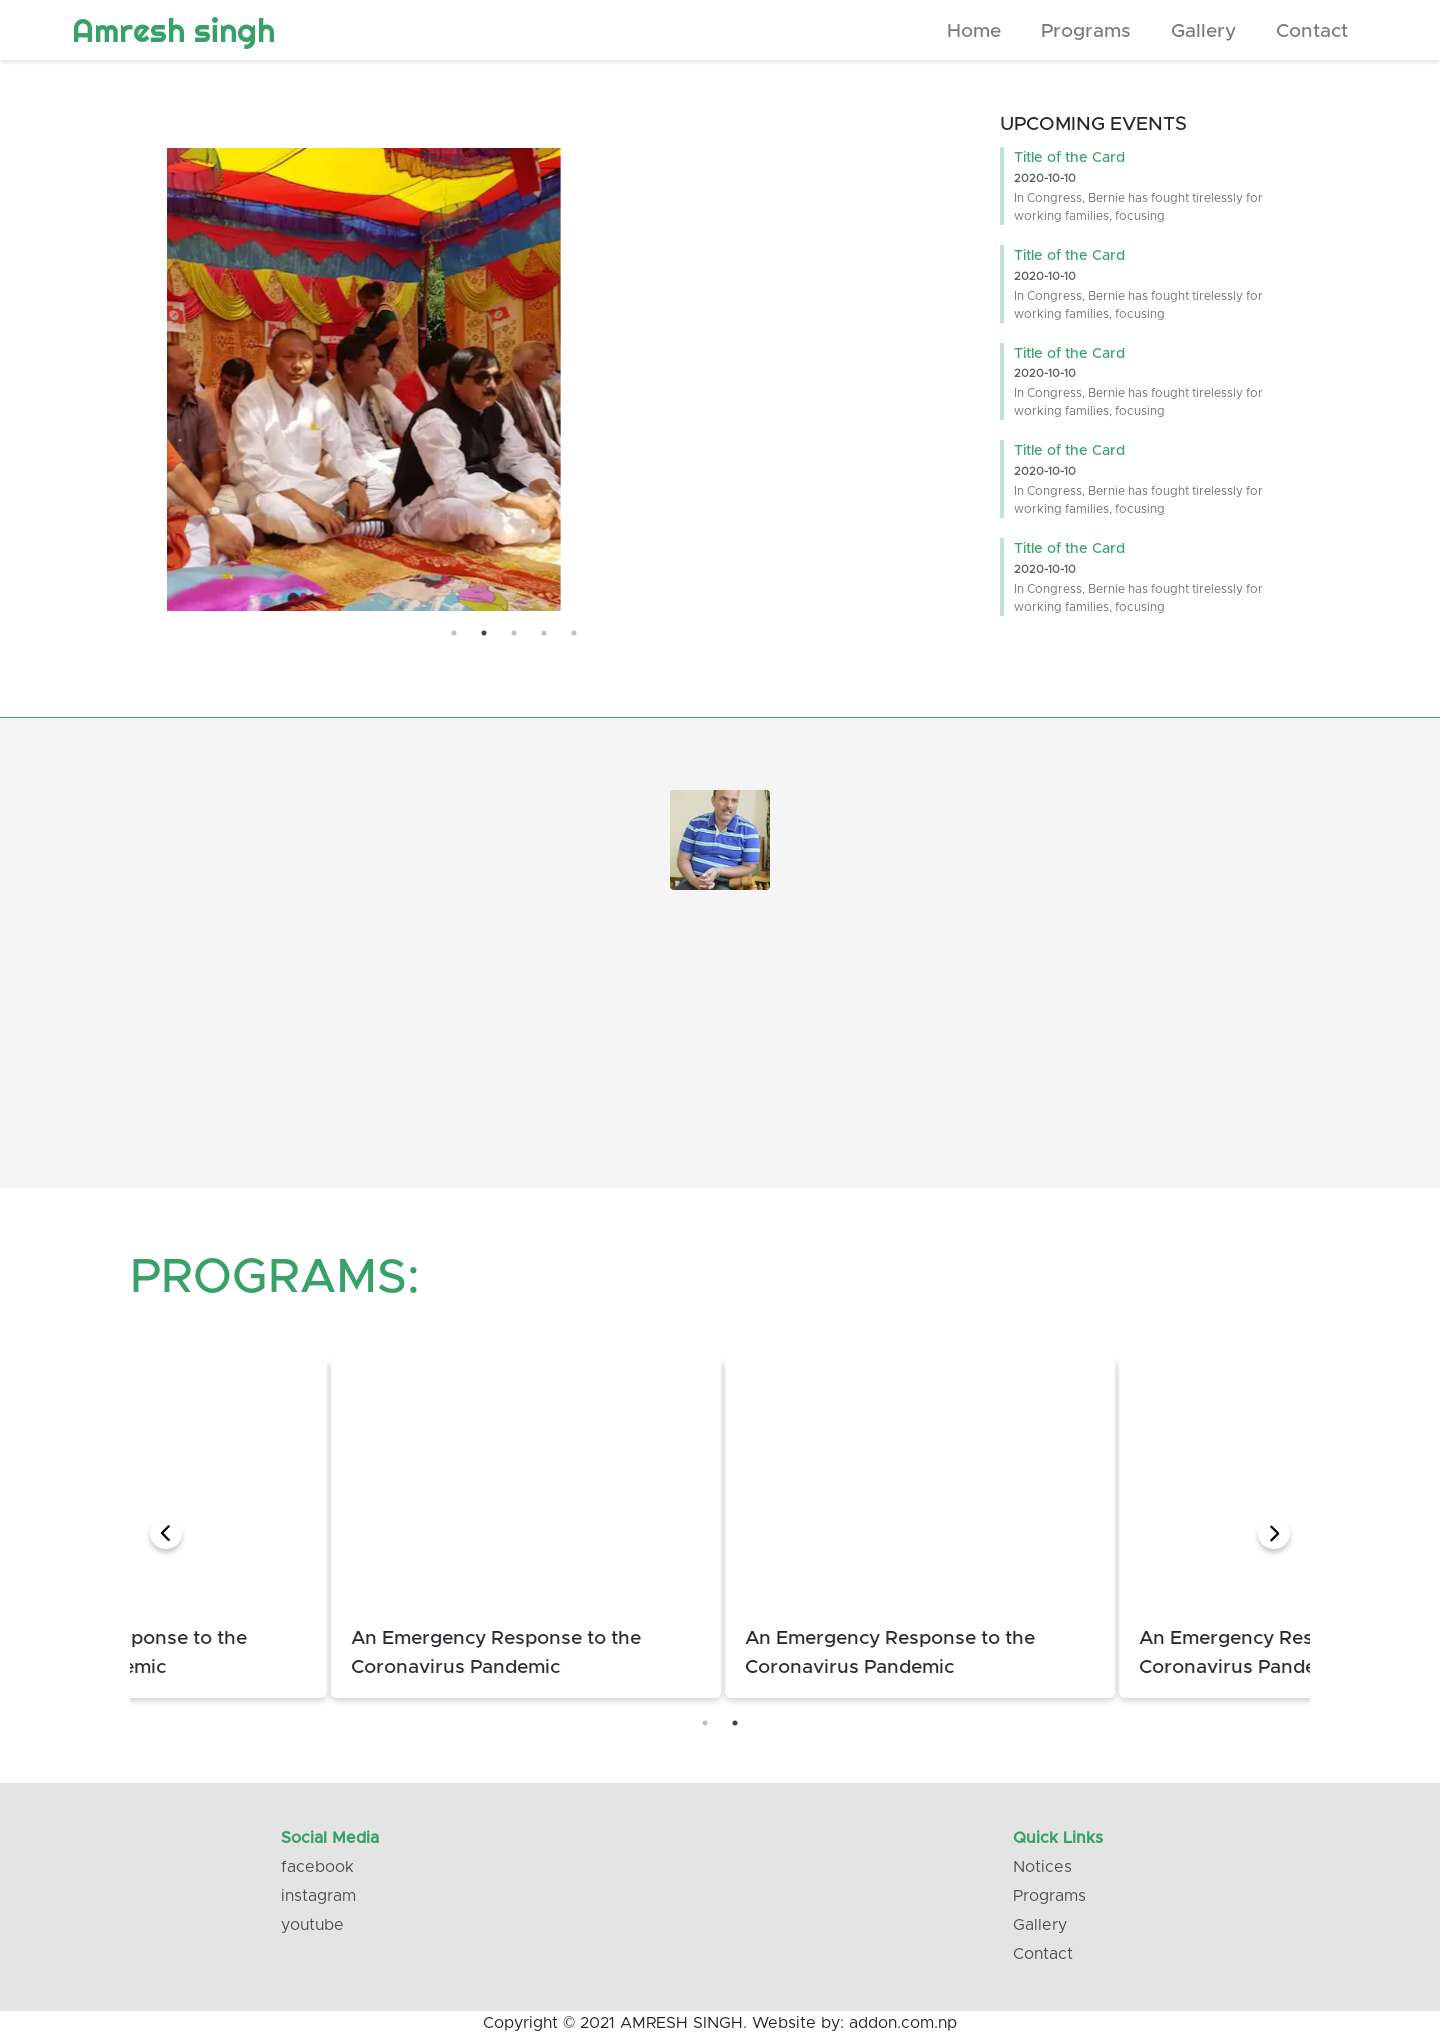 Amresh singh
Home Programs Gallery Contact
UPCOMING EVENTS
Title of the Card
2020-10-10
In Congress, Bernie has fought tirelessly for
working families, focusing
Title of the Card
2020-10-10
In Congress, Bernie has fought tirelessly for
working families, focusing
Title of the Card
2020-10-10
In Congress, Bernie has fought tirelessly for
working families, focusing
Title of the Card
2020-10-10
In Congress, Bernie has fought tirelessly for
working families, focusing
Title of the Card
2020-10-10
In Congress, Bernie has fought tirelessly for
working families, focusing
PROGRAMS:
sponse to the
emic
An Emergency Response to the
Coronavirus Pandemic
An Emergency Response to the
Coronavirus Pandemic
An Emergency Res
Coronavirus Pande
Social Media
facebook
instagram
youtube
Quick Links
Notices
Programs
Gallery
Contact
Copyright © 2021 AMRESH SINGH. Website by: addon.com.np